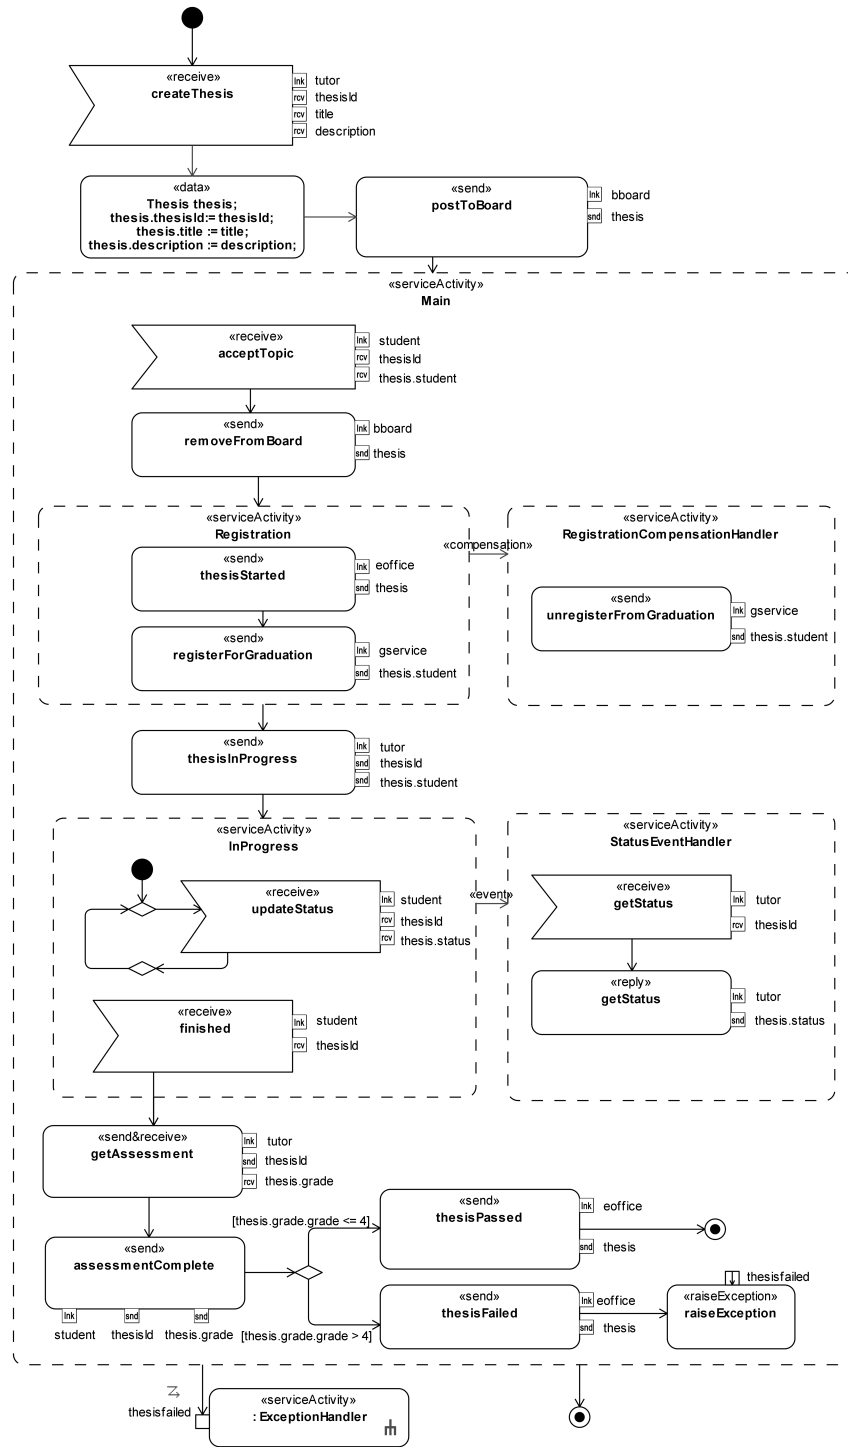 «receive»
createThesis
lnk tutor
rcv thesisId
rcv title
rcv description
«data»
Thesis thesis;
thesis.thesisId:= thesisId;
thesis.title := title;
thesis.description := description;
«send»
postToBoard
lnk bboard
snd thesis
«serviceActivity»
Main
«receive»
acceptTopic
lnk student
rcv thesisId
rcv thesis.student
«send»
removeFromBoard
lnk bboard
snd thesis
«serviceActivity»
Registration
«send»
thesisStarted
lnk eoffice
snd thesis
«send»
registerForGraduation
lnk gservice
snd thesis.student
«compensation»
«serviceActivity»
RegistrationCompensationHandler
«send»
unregisterFromGraduation
lnk gservice
snd thesis.student
«send»
thesisInProgress
lnk tutor
snd thesisId
snd thesis.student
«serviceActivity»
InProgress
«receive»
updateStatus
lnk student
rcv thesisId
rcv thesis.status
«receive»
finished
lnk student
rcv thesisId
«event»
«serviceActivity»
StatusEventHandler
«receive»
getStatus
lnk tutor
rcv thesisId
«reply»
getStatus
lnk tutor
snd thesis.status
«send&receive»
getAssessment
lnk tutor
snd thesisId
rcv thesis.grade
«send»
assessmentComplete
lnk snd snd
student thesisId thesis.grade
[thesis.grade.grade <= 4]
[thesis.grade.grade > 4]
«send»
thesisPassed
lnk eoffice
snd thesis
«send»
thesisFailed
lnk eoffice
snd thesis
thesisfailed
«raiseException»
raiseException
thesisfailed
«serviceActivity»
: ExceptionHandler